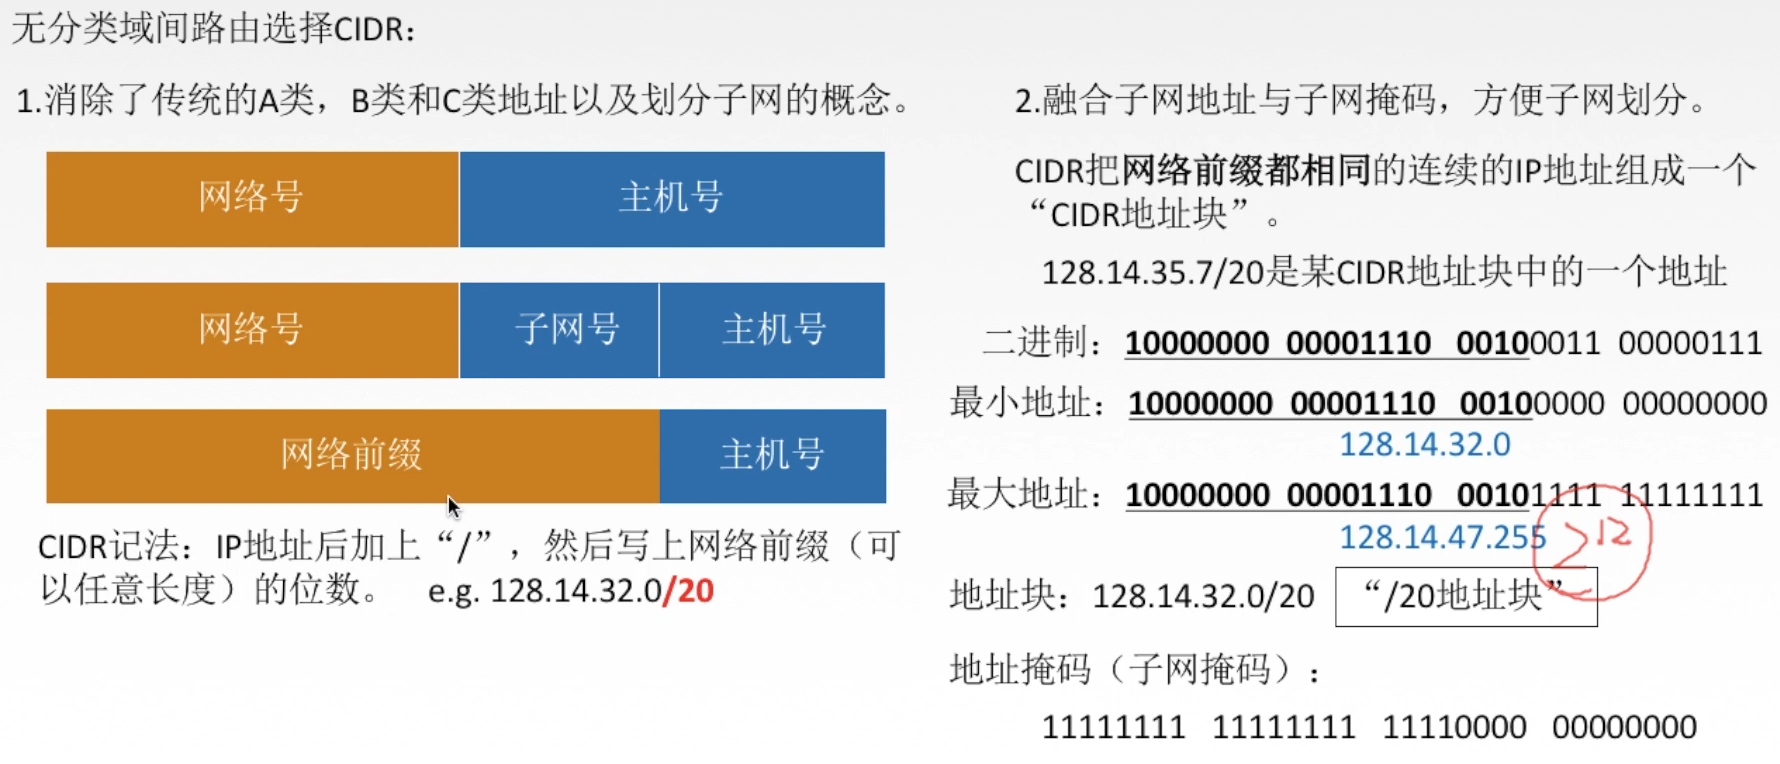 无分类域间路由选择CIDR：
1.消除了传统的A类，B类和C类地址以及划分子网的概念。
网络号 主机号
网络号 子网号 主机号
网络前缀 主机号
CIDR记法：IP地址后加上“/”，然后写上网络前缀（可
以任意长度）的位数。 e.g. 128.14.32.0/20
2.融合子网地址与子网掩码，方便子网划分。
CIDR把网络前缀都相同的连续的IP地址组成一个
“CIDR地址块”。
128.14.35.7/20是某CIDR地址块中的一个地址
二进制：10000000 00001110 00100011 00000111
最小地址：10000000 00001110 00100000 00000000
128.14.32.0
最大地址：10000000 00001110 00101111 11111111
128.14.47.255
2^12
地址块：128.14.32.0/20 “/20地址块”
地址掩码（子网掩码）：
11111111 11111111 11110000 00000000